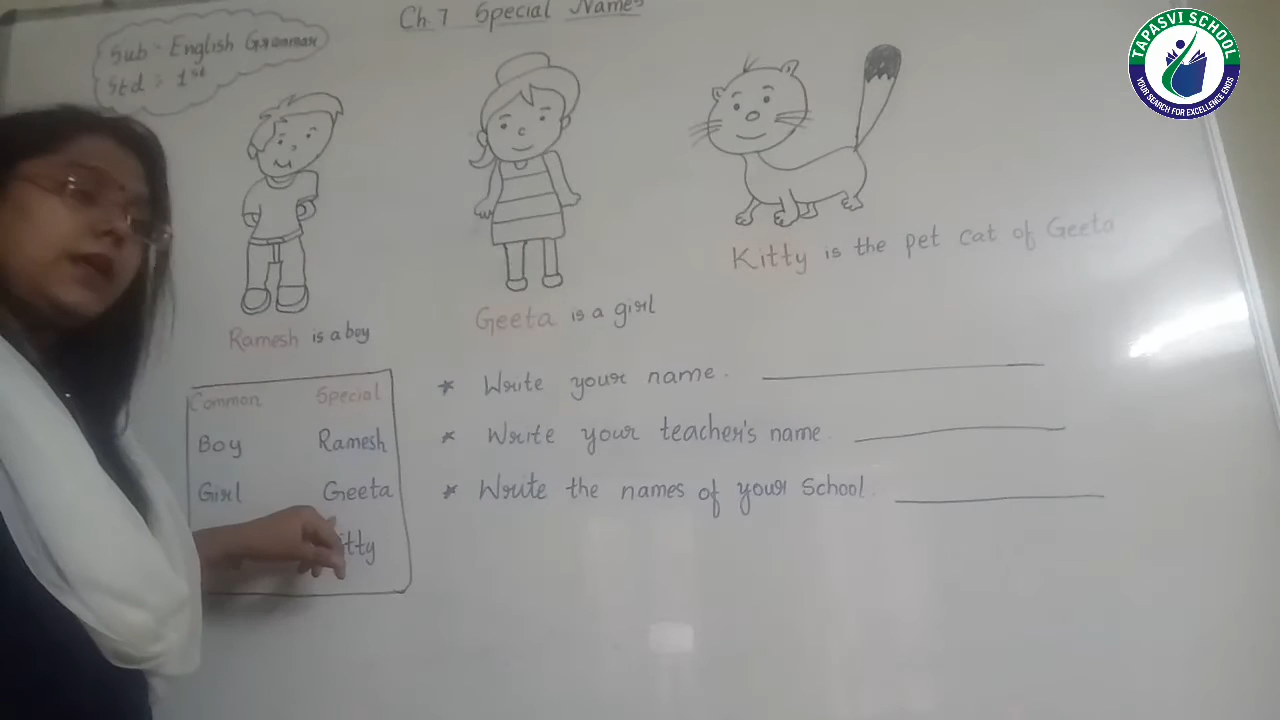 Ch. 7 Special Names
Sub - English Grammar
Std : 1st
TAPASVI SCHOOL
YOUR SEARCH FOR EXCELLENCE ENDS
Kitty is the pet cat of Geeta
Geeta is a girl
Ramesh is a boy
Common Special
Boy Ramesh
Girl Geeta
itty
* Write your name.
* Write your teacher's name.
* Write the names of your School.